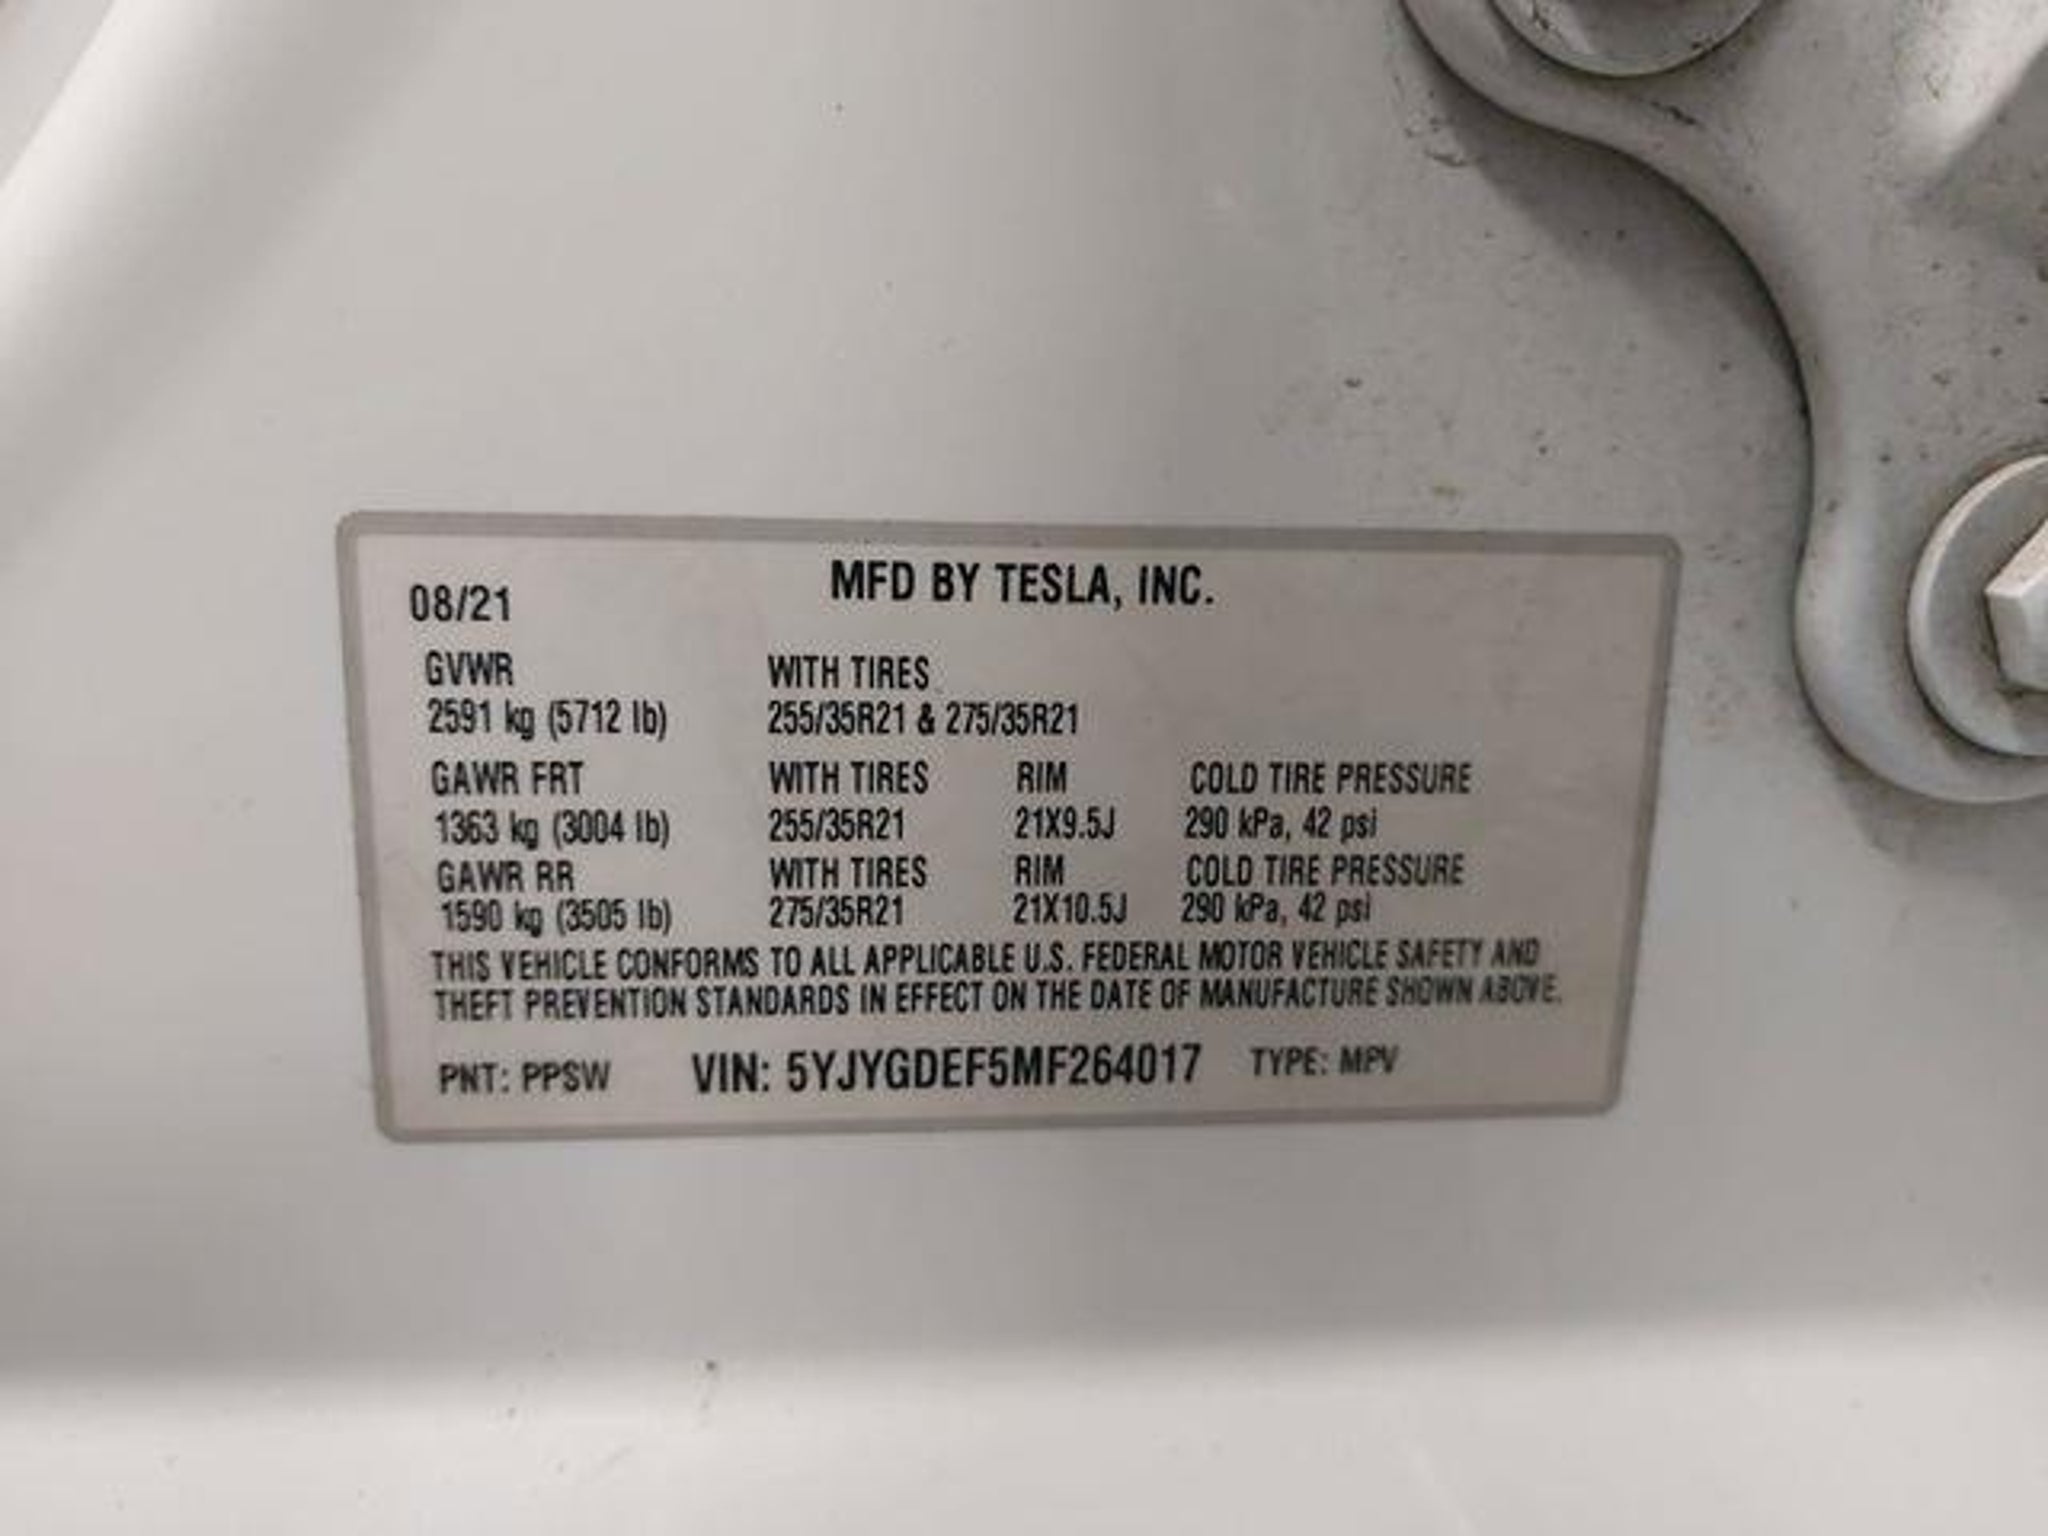 MFD BY TESLA, INC.
08/21
GVWR WITH TIRES
2591 kg (5712 lb) 255/35R21 & 275/35R21
GAWR FRT WITH TIRES RIM COLD TIRE PRESSURE
1363 kg (3004 lb) 255/35R21 21X9.5J 290 kPa, 42 psi
GAWR RR WITH TIRES RIM COLD TIRE PRESSURE
1590 kg (3505 lb) 275/35R21 21X10.5J 290 kPa, 42 psi
THIS VEHICLE CONFORMS TO ALL APPLICABLE U.S. FEDERAL MOTOR VEHICLE SAFETY AND
THEFT PREVENTION STANDARDS IN EFFECT ON THE DATE OF MANUFACTURE SHOWN ABOVE.
PNT: PPSW VIN: 5YJYGDEF5MF264017 TYPE: MPV